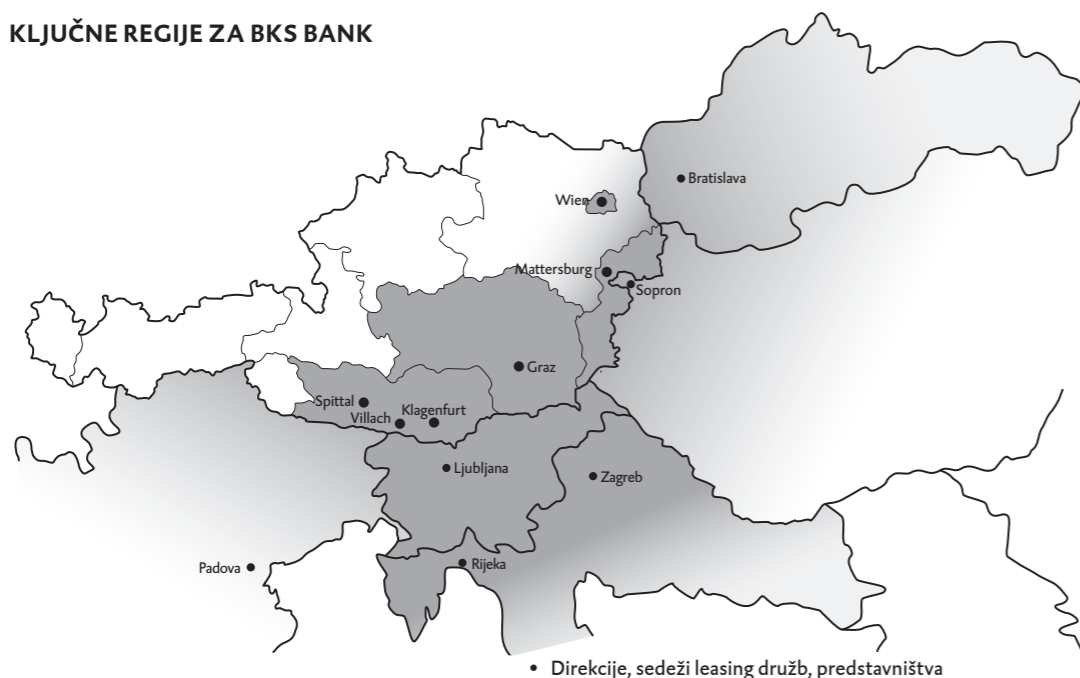 KLJUČNE REGIJE ZA BKS BANK
Bratislava
Wien
Mattersburg
Sopron
Graz
Spittal
Villach
Klagenfurt
Ljubljana
Zagreb
Padova
Rijeka
• Direkcije, sedeži leasing družb, predstavništva